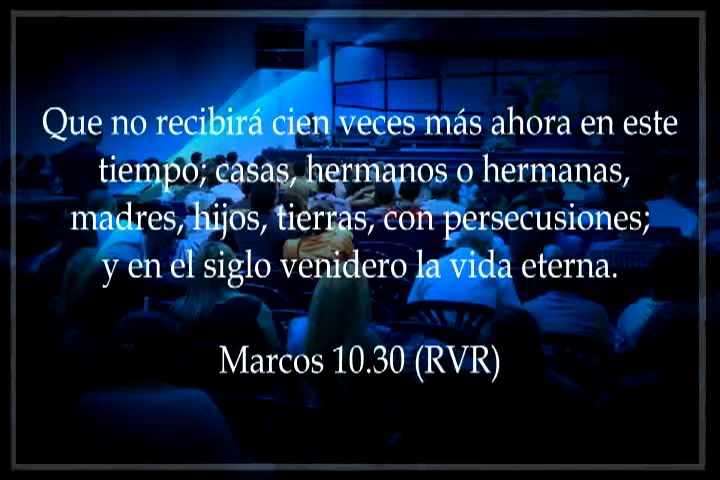 Que no recibirá cien veces más ahora en este
tiempo; casas, hermanos o hermanas,
madres, hijos, tierras, con persecusiones;
y en el siglo venidero la vida eterna.
Marcos 10.30 (RVR)